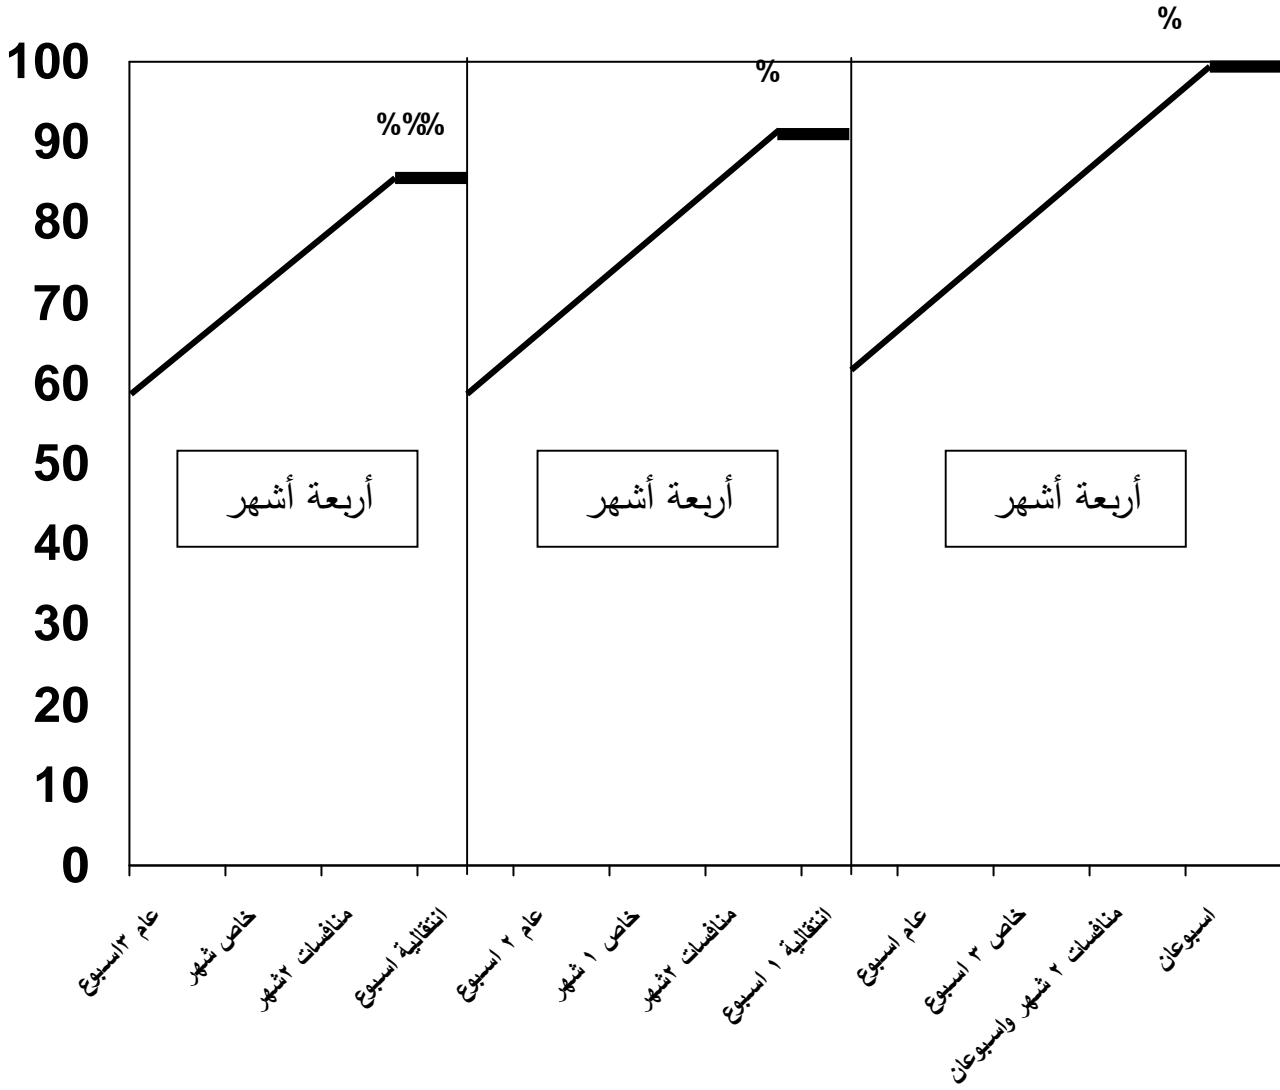 %
100
%
90
%%%
80
70
60
50
أربعة أشهر
أربعة أشهر
أربعة أشهر
40
30
20
10
0
عام ٣اسبوع
خاص شهر
منافسات ٢شهر
انتقالية اسبوع
عام ٢ اسبوع
خاص ١ شهر
منافسات ٢شهر
انتقالية ١ اسبوع
عام اسبوع
خاص ٣ اسبوع
منافسات ٢ شهر واسبوعان
اسبوعان